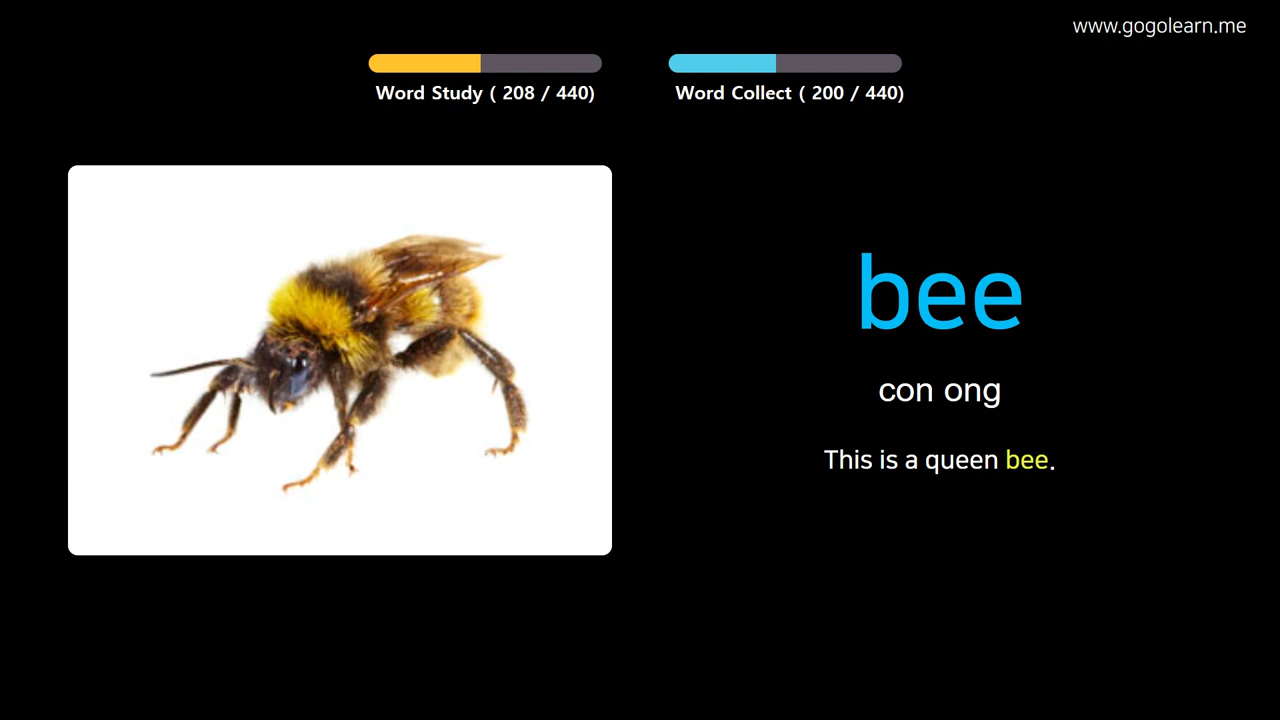 www.gogolearn.me
Word Study ( 208 / 440)
Word Collect ( 200 / 440)
bee
con ong
This is a queen bee.